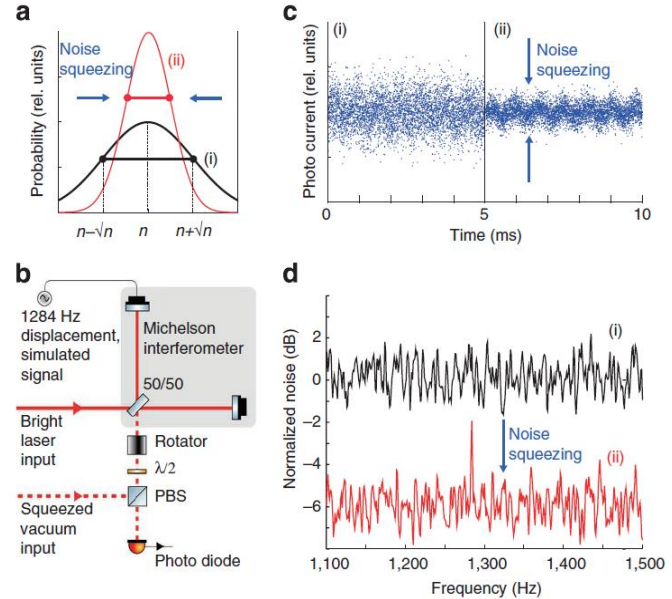 a
Probability (rel. units)
Noise
squeezing
(ii)
(i)
n–√n
n
n+√n
b
1284 Hz
displacement,
simulated
signal
Michelson
interferometer
50/50
Bright
laser
input
Rotator
λ/2
PBS
Squeezed
vacuum
input
Photo diode
c
Photo current (rel. units)
(i)
(ii)
Noise
squeezing
0
5
10
Time (ms)
d
Normalized noise (dB)
2
0
−2
−4
−6
(i)
Noise
squeezing
(ii)
1,100
1,200
1,300
1,400
1,500
Frequency (Hz)